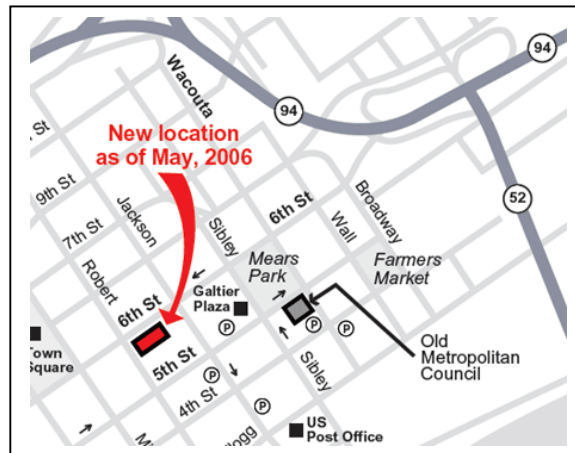 94
94
Wacouta
New location
as of May, 2006
52
St
9th St
7th St
Jackson
Sibley
6th St
Broadway
Wall
Robert
Mears
Park
Farmers
Market
6th St
Galtier
Plaza
P
P
P
Town
Square
5th St
Old
Metropolitan
Council
P
Sibley
4th St
P
US
Post Office